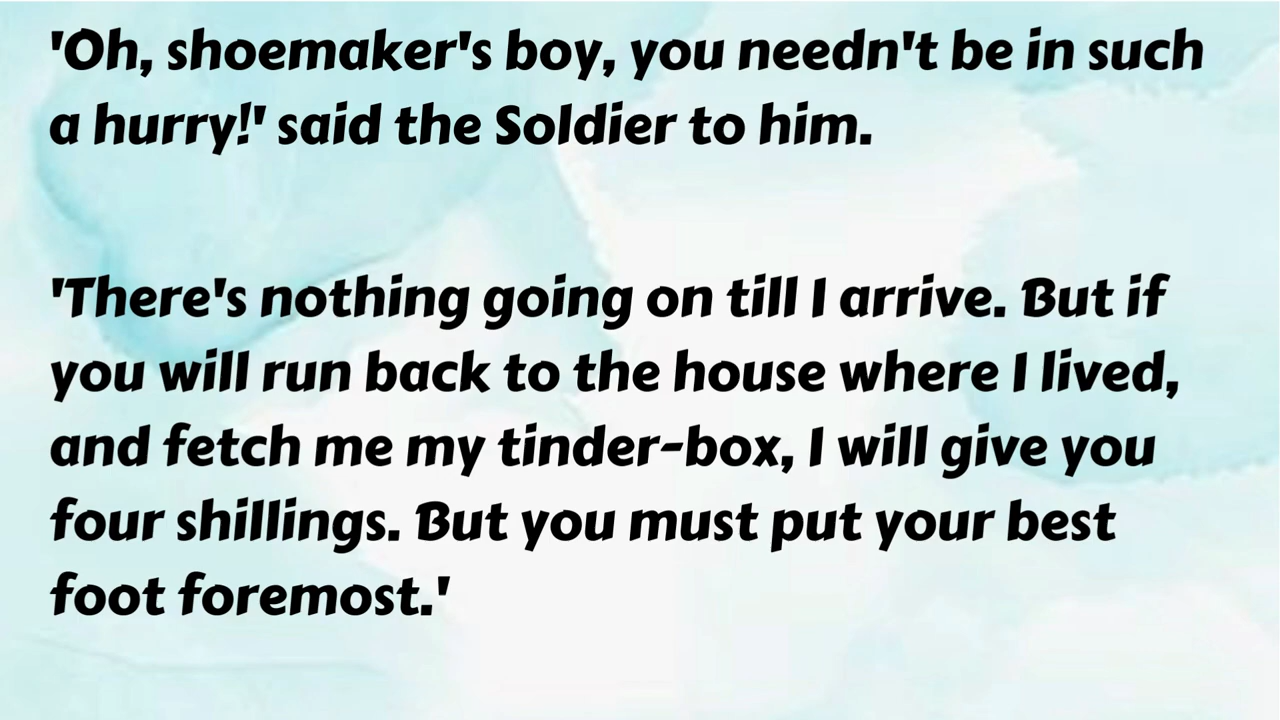 'Oh, shoemaker's boy, you needn't be in such
a hurry!' said the Soldier to him.
'There's nothing going on till I arrive. But if
you will run back to the house where I lived,
and fetch me my tinder-box, I will give you
four shillings. But you must put your best
foot foremost.'